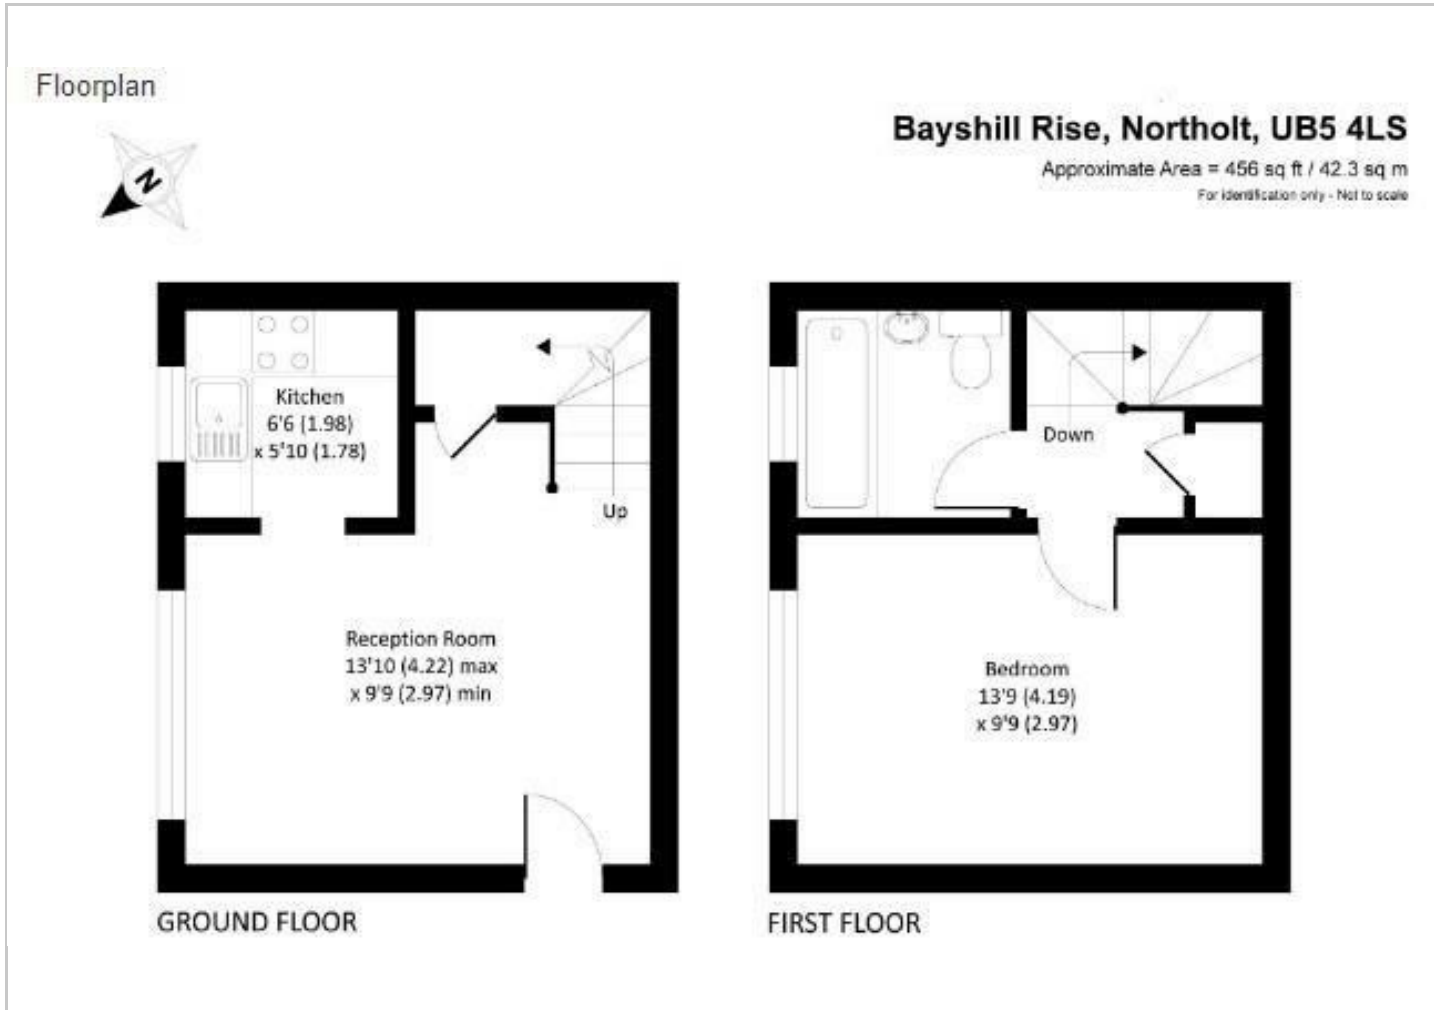 Floorplan
N
Bayshill Rise, Northolt, UB5 4LS
Approximate Area = 456 sq ft / 42.3 sq m
For identification only - Not to scale
Kitchen
6'6 (1.98)
x 5'10 (1.78)
Up
Reception Room
13'10 (4.22) max
x 9'9 (2.97) min
GROUND FLOOR
Down
Bedroom
13'9 (4.19)
x 9'9 (2.97)
FIRST FLOOR